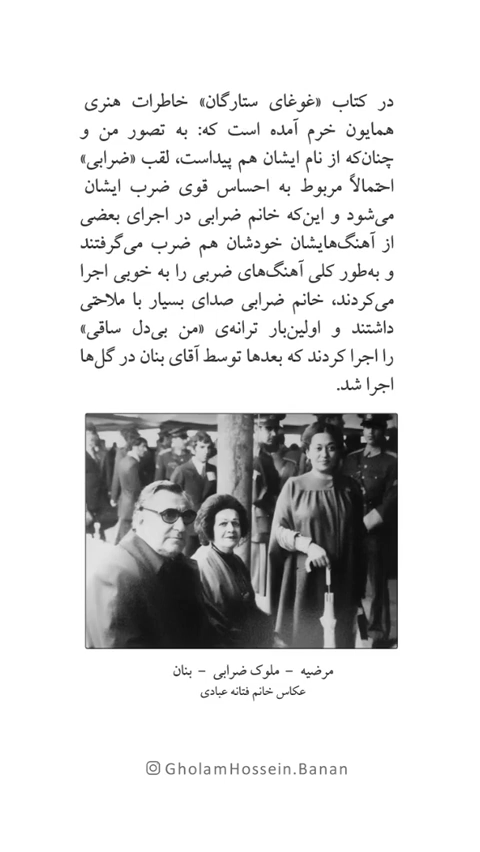 در کتاب «غوغای ستارگان» خاطرات هنری
همایون خرم آمده است که: به تصور من و
چنان‌که از نام ایشان هم پیداست، لقب «ضرابی»
احتمالاً مربوط به احساس قوی ضرب ایشان
می‌شود و این‌که خانم ضرابی در اجرای بعضی
از آهنگ‌هایشان خودشان هم ضرب می‌گرفتند
و به‌طور کلی آهنگ‌های ضربی را به خوبی اجرا
می‌کردند، خانم ضرابی صدای بسیار با ملاحتی
داشتند و اولین‌بار ترانه‌ی «من بی‌دل ساقی»
را اجرا کردند که بعدها توسط آقای بنان در گل‌ها
اجرا شد.
مرضیه – ملوک ضرابی – بنان
عکاس خانم فتانه عبادی
GholamHossein.Banan